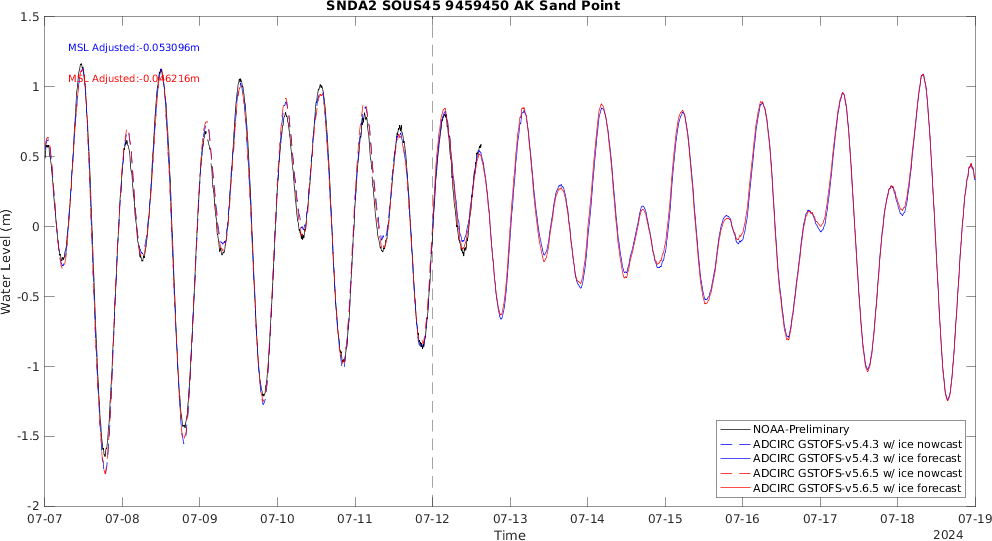 SNDA2 SOUS45 9459450 AK Sand Point
1.5
1
0.5
0
-0.5
-1
-1.5
-2
Water Level (m)
MSL Adjusted:-0.053096m
MSL Adjusted:-0.046216m
NOAA-Preliminary
ADCIRC GSTOFS-v5.4.3 w/ ice nowcast
ADCIRC GSTOFS-v5.4.3 w/ ice forecast
ADCIRC GSTOFS-v5.6.5 w/ ice nowcast
ADCIRC GSTOFS-v5.6.5 w/ ice forecast
07-07 07-08 07-09 07-10 07-11 07-12 07-13 07-14 07-15 07-16 07-17 07-18 07-19
Time
2024